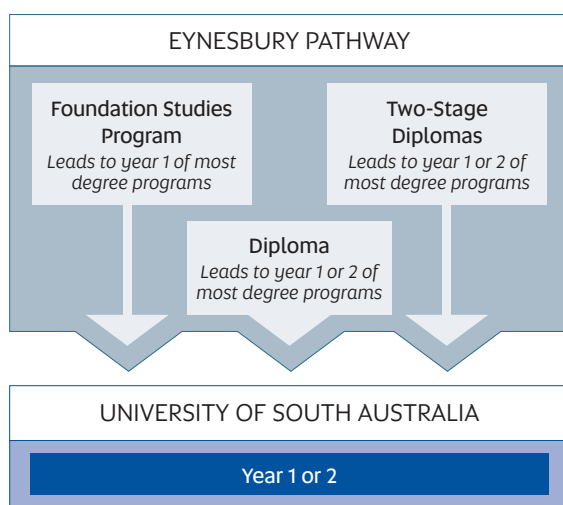 EYNESBURY PATHWAY
Foundation Studies
Program
Leads to year 1 of most
degree programs
Two-Stage
Diplomas
Leads to year 1 or 2 of
most degree programs
Diploma
Leads to year 1 or 2 of
most degree programs
UNIVERSITY OF SOUTH AUSTRALIA
Year 1 or 2